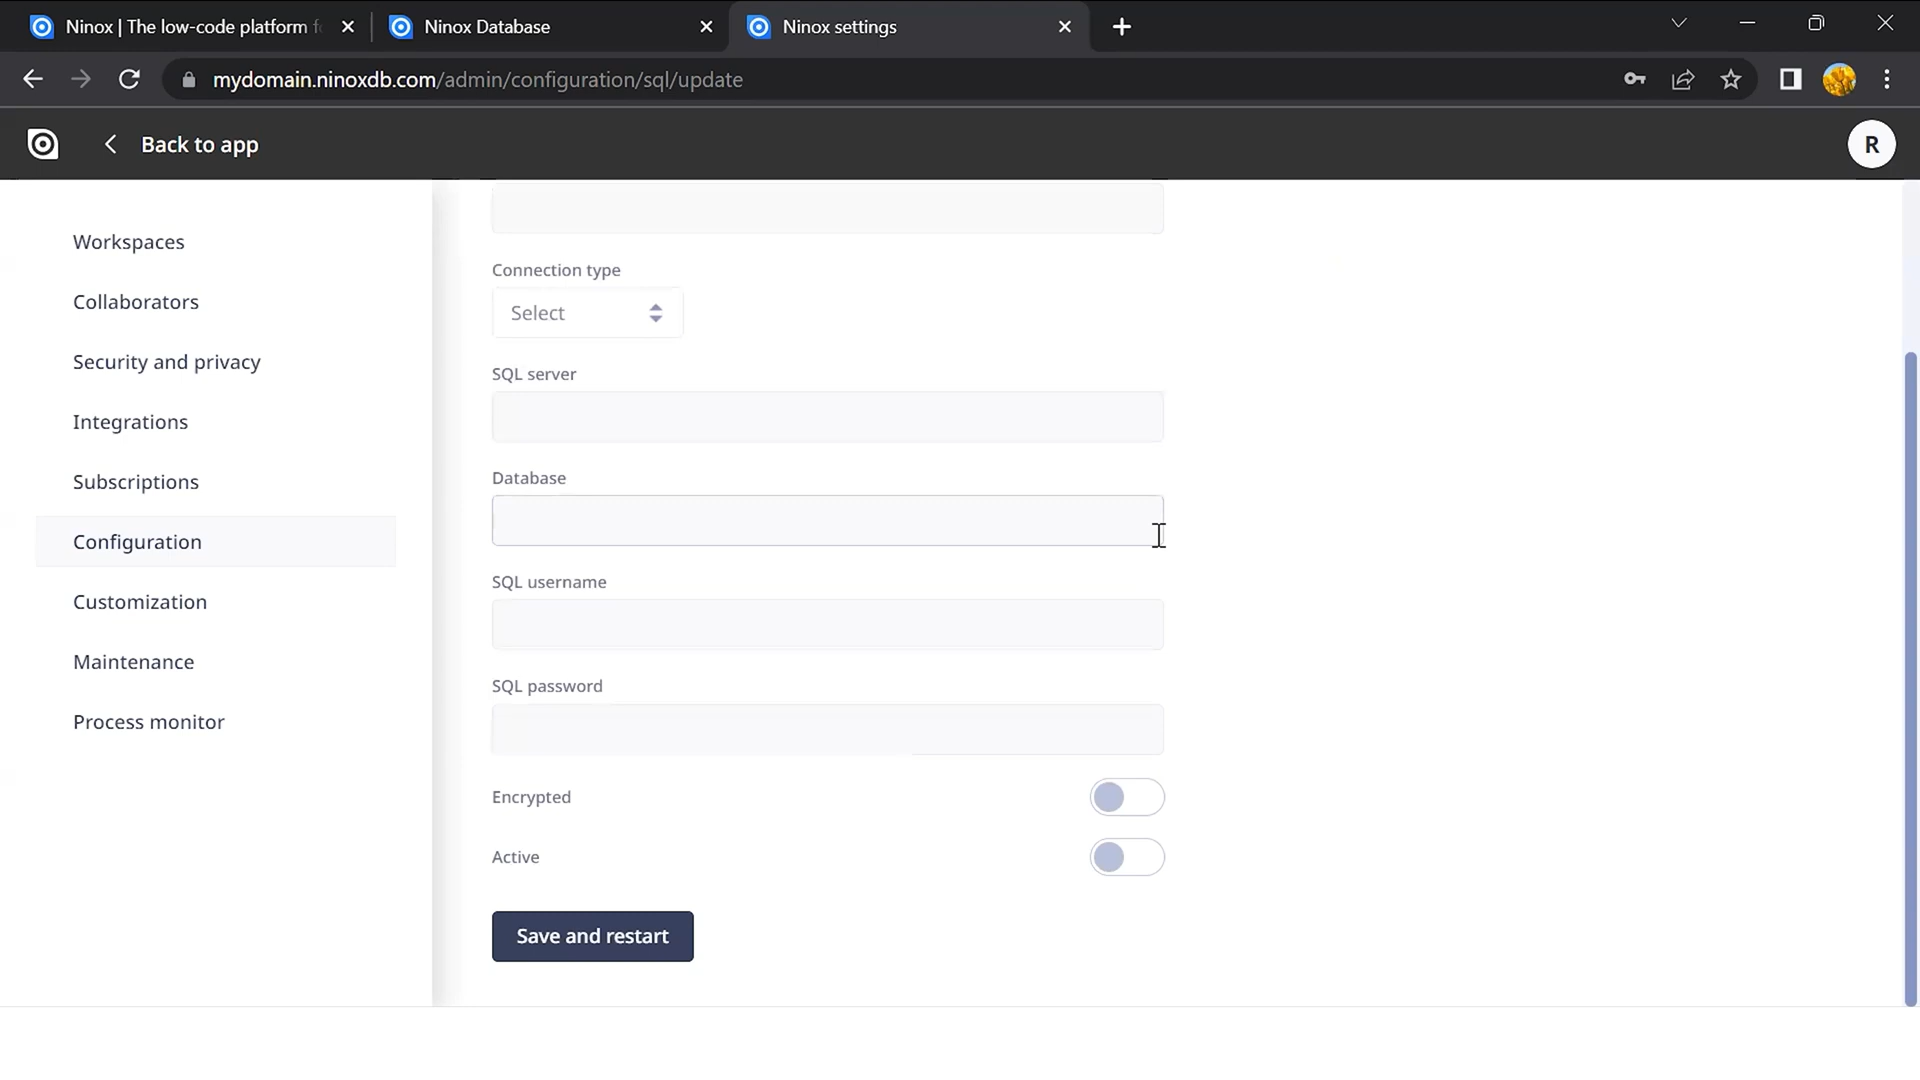 Ninox | The low-code platform f
Ninox Database
Ninox settings
mydomain.ninoxdb.com/admin/configuration/sql/update
Back to app
R
Workspaces
Collaborators
Security and privacy
Integrations
Subscriptions
Configuration
Customization
Maintenance
Process monitor
Connection type
Select
SQL server
Database
SQL username
SQL password
Encrypted
Active
Save and restart